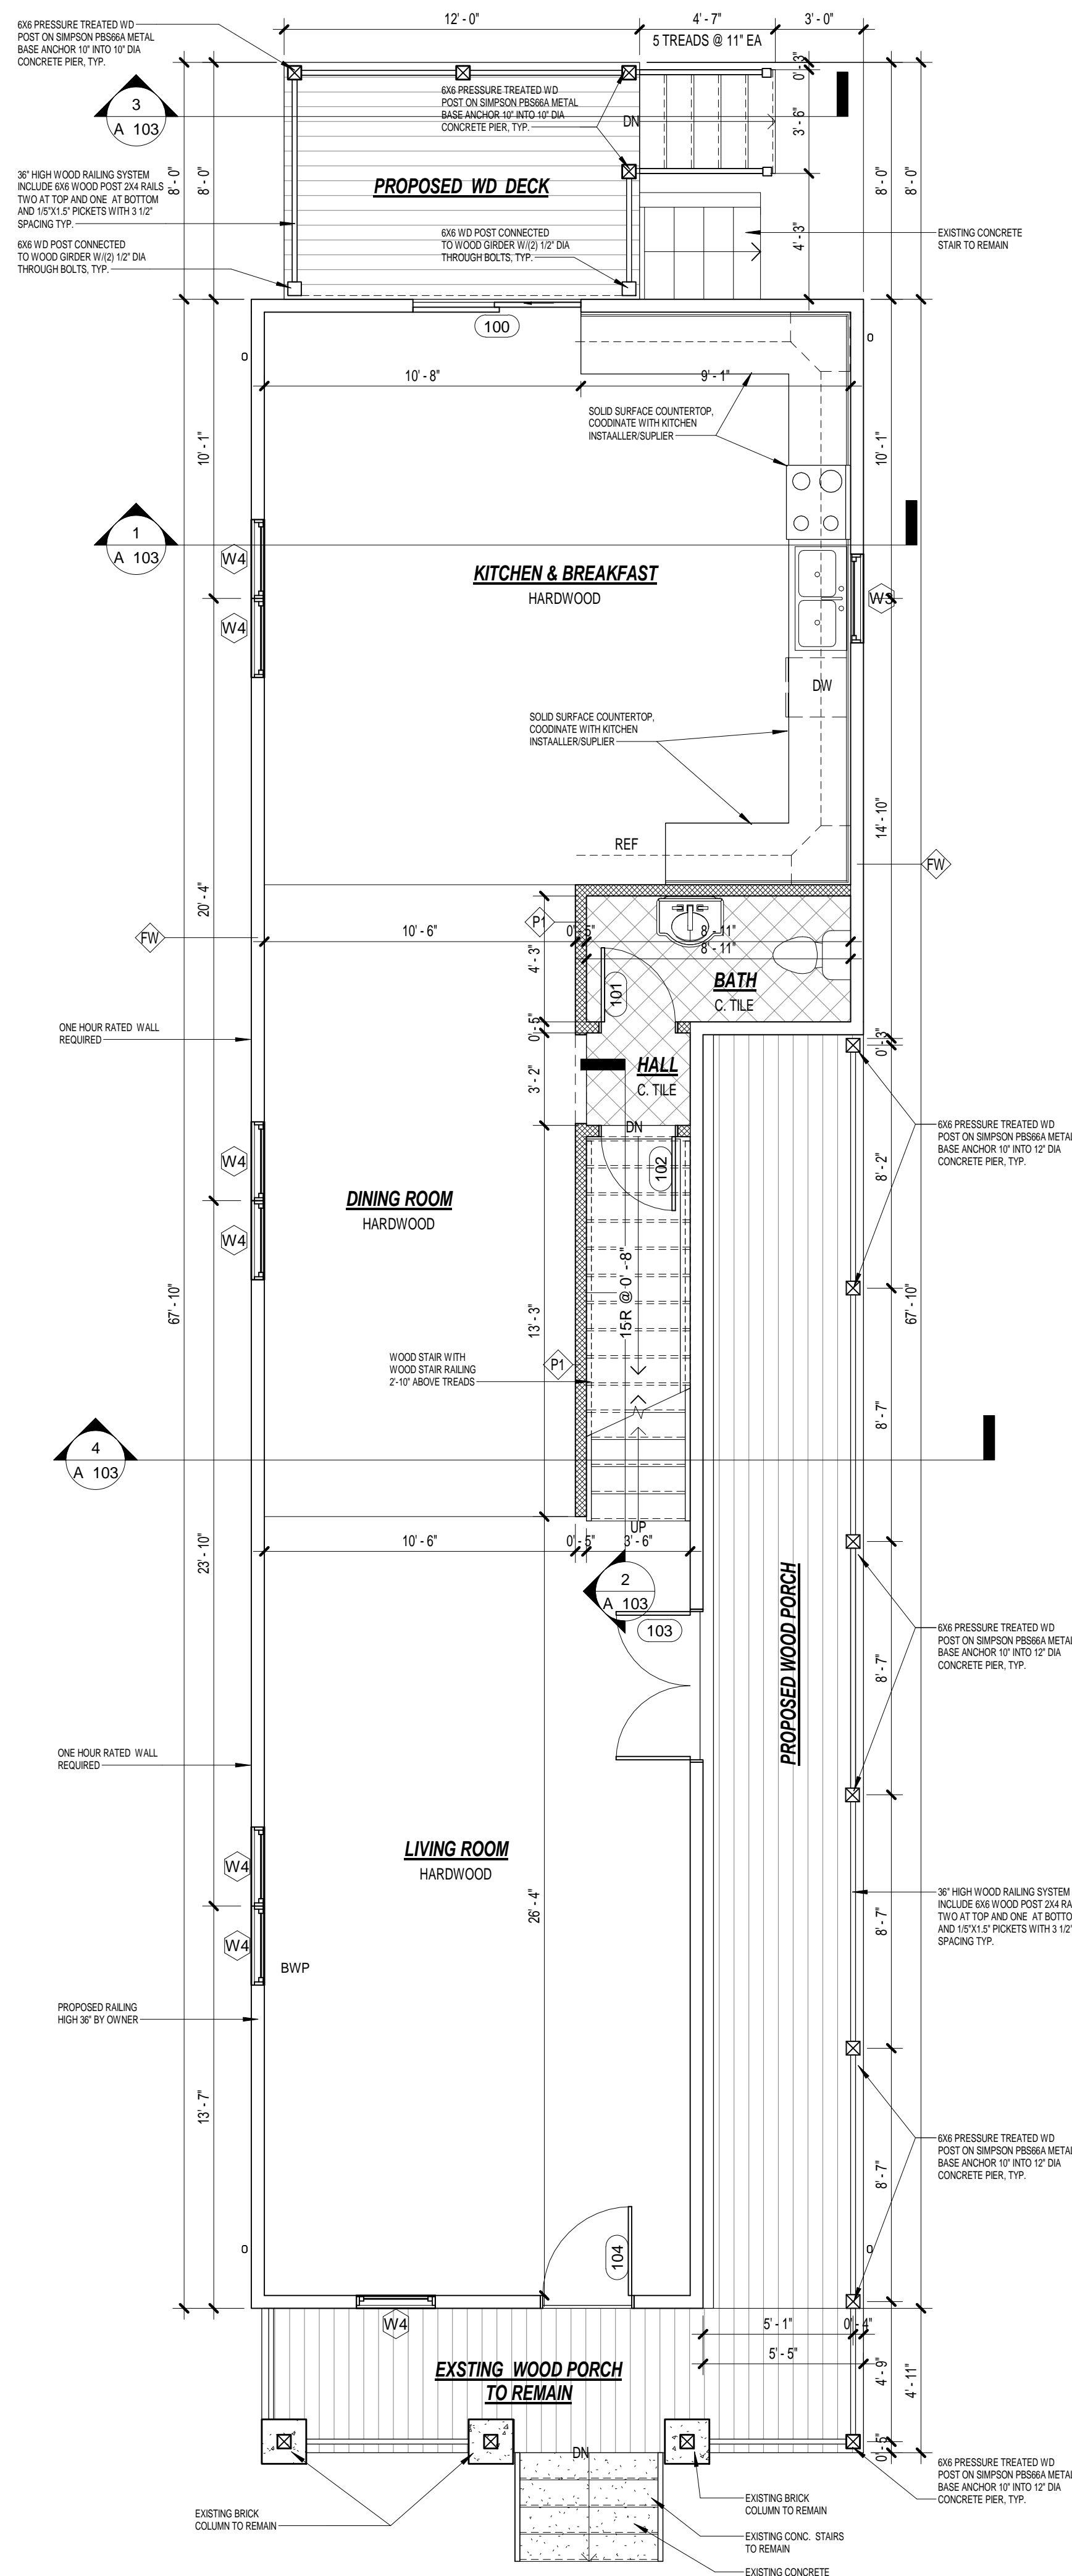 12' - 0"
4' - 7"
3' - 0"
5 TREADS @ 11" EA
6X6 PRESSURE TREATED WD
POST ON SIMPSON PBS66A METAL
BASE ANCHOR 10" INTO 10" DIA
CONCRETE PIER, TYP.
3
A 103
8' - 0"
8' - 0"
6X6 PRESSURE TREATED WD
POST ON SIMPSON PBS66A METAL
BASE ANCHOR 10" INTO 10" DIA
CONCRETE PIER, TYP.
DN
0' - 3"
3' - 6"
8' - 0"
8' - 0"
36" HIGH WOOD RAILING SYSTEM
INCLUDE 6X6 WOOD POST 2X4 RAILS
TWO AT TOP AND ONE AT BOTTOM
AND 1/5"X1.5" PICKETS WITH 3 1/2"
SPACING TYP.
PROPOSED WD DECK
6X6 WD POST CONNECTED
TO WOOD GIRDER W/(2) 1/2" DIA
THROUGH BOLTS, TYP.
6X6 WD POST CONNECTED
TO WOOD GIRDER W/(2) 1/2" DIA
THROUGH BOLTS, TYP.
4' - 3"
EXISTING CONCRETE
STAIR TO REMAIN
100
10' - 8"
9' - 1"
10' - 1"
10' - 1"
SOLID SURFACE COUNTERTOP,
COODINATE WITH KITCHEN
INSTAALLER/SUPLIER
1
A 103
W4
W4
KITCHEN & BREAKFAST
HARDWOOD
W3
DW
SOLID SURFACE COUNTERTOP,
COODINATE WITH KITCHEN
INSTAALLER/SUPLIER
REF
14' - 10"
FW
20' - 4"
FW
P1
10' - 6"
0' - 5"
8' - 11"
8' - 11"
4' - 3"
BATH
C. TILE
101
ONE HOUR RATED WALL
REQUIRED
0' - 5"
0' - 3"
3' - 2"
HALL
C. TILE
DN
6X6 PRESSURE TREATED WD
POST ON SIMPSON PBS66A METAL
BASE ANCHOR 10" INTO 12" DIA
CONCRETE PIER, TYP.
W4
W4
DINING ROOM
HARDWOOD
102
8' - 2"
67' - 10"
67' - 10"
13' - 3"
15R @ 0' - 8"
WOOD STAIR WITH
WOOD STAIR RAILING
2'-10" ABOVE TREADS
P1
8' - 7"
4
A 103
23' - 10"
10' - 6"
0' - 5"
3' - 6"
UP
2
A 103
103
PROPOSED WOOD PORCH
6X6 PRESSURE TREATED WD
POST ON SIMPSON PBS66A METAL
BASE ANCHOR 10" INTO 12" DIA
CONCRETE PIER, TYP.
8' - 7"
ONE HOUR RATED WALL
REQUIRED
LIVING ROOM
HARDWOOD
W4
W4
BWP
26' - 4"
8' - 7"
36" HIGH WOOD RAILING SYSTEM
INCLUDE 6X6 WOOD POST 2X4 RA
TWO AT TOP AND ONE AT BOTTO
AND 1/5"X1.5" PICKETS WITH 3 1/2"
SPACING TYP.
PROPOSED RAILING
HIGH 36" BY OWNER
13' - 7"
8' - 7"
6X6 PRESSURE TREATED WD
POST ON SIMPSON PBS66A METAL
BASE ANCHOR 10" INTO 12" DIA
CONCRETE PIER, TYP.
104
W4
5' - 1"
0' - 4"
5' - 5"
EXSTING WOOD PORCH
TO REMAIN
4' - 9"
4' - 11"
0' - 5"
DN
6X6 PRESSURE TREATED WD
POST ON SIMPSON PBS66A METAL
BASE ANCHOR 10" INTO 12" DIA
CONCRETE PIER, TYP.
EXISTING BRICK
COLUMN TO REMAIN
EXISTING BRICK
COLUMN TO REMAIN
EXISTING CONC. STAIRS
TO REMAIN
EXISTING CONCRETE